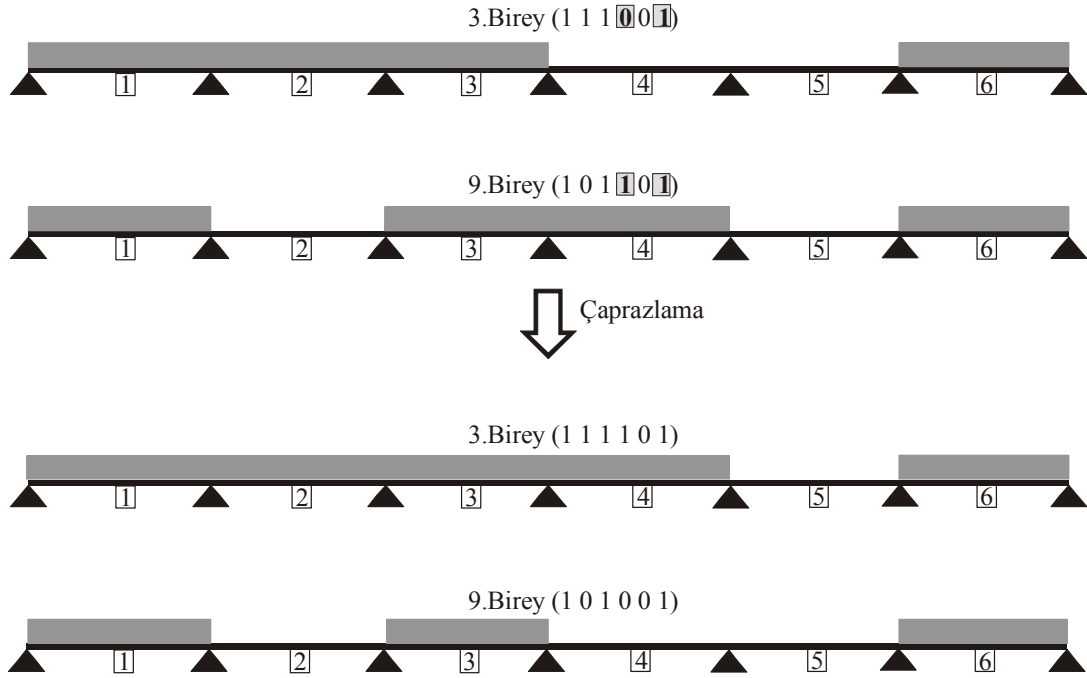 3.Birey (1 1 1 0 0 1)
1 2 3 4 5 6
9.Birey (1 0 1 1 0 1)
1 2 3 4 5 6
Çaprazlama
3.Birey (1 1 1 1 0 1)
1 2 3 4 5 6
9.Birey (1 0 1 0 0 1)
1 2 3 4 5 6